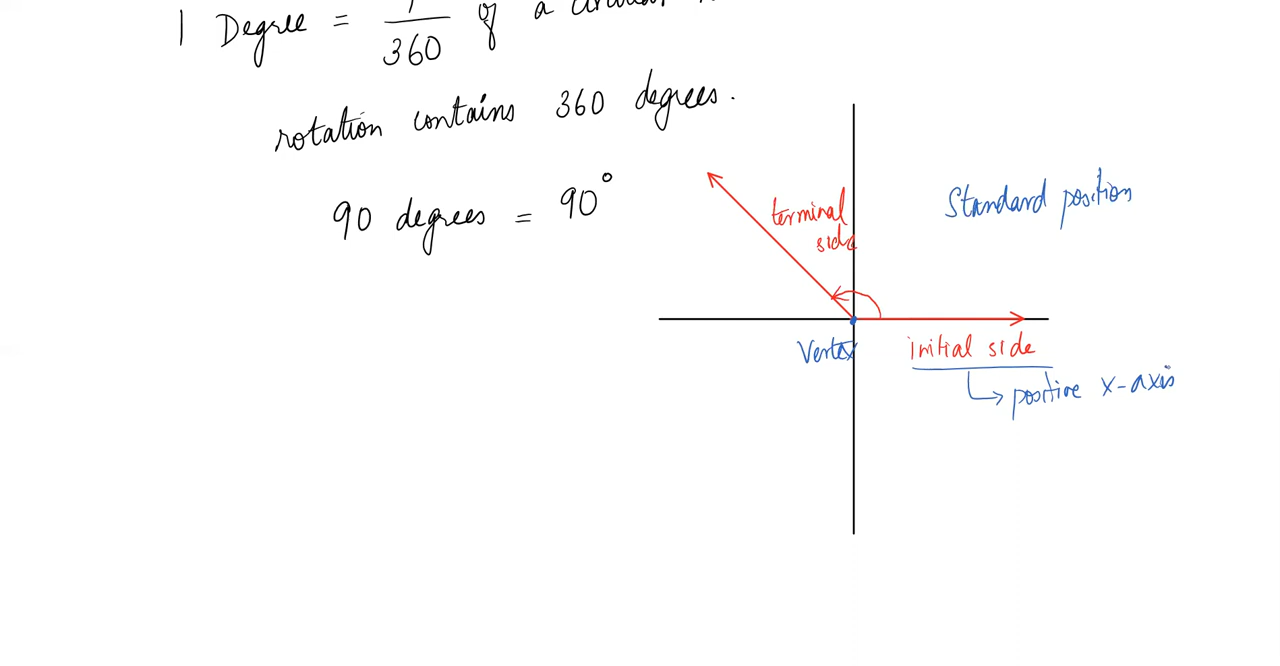 1 Degree = 1/360 of a
rotation contains 360 degrees.
90 degrees = 90°
terminal
side
Standard position
Vertex
initial side
positive x-axis